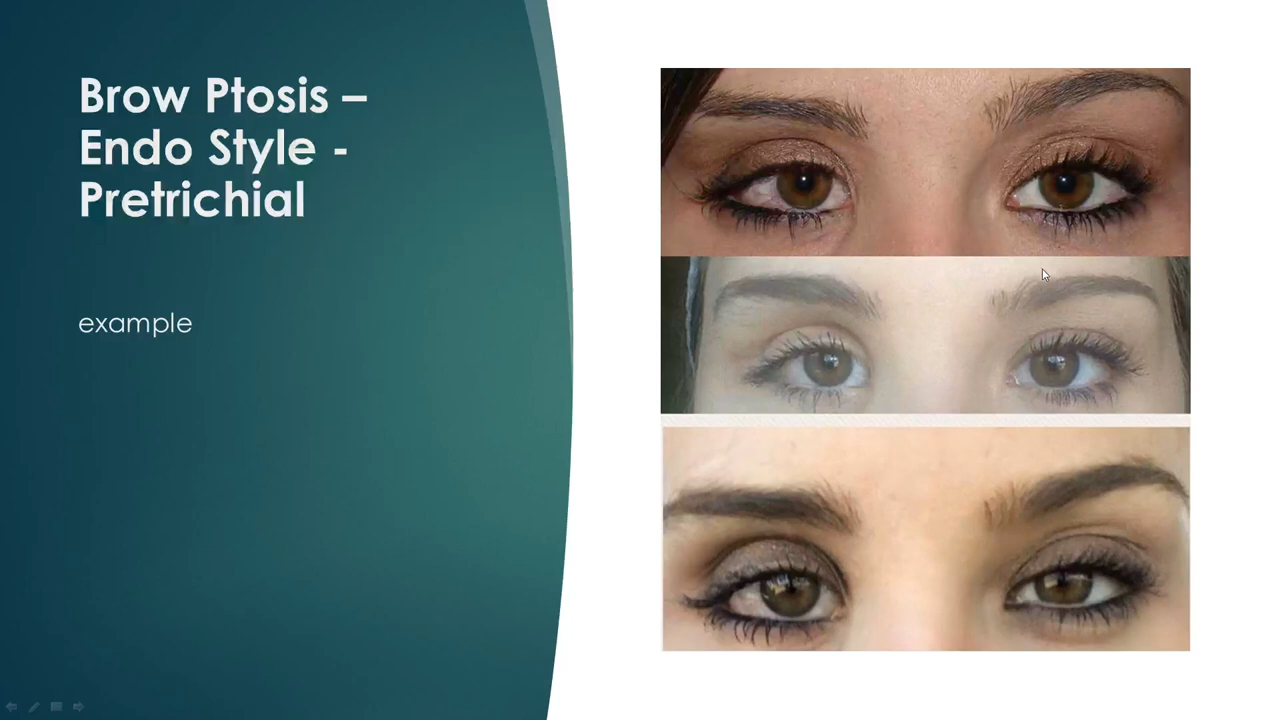 Brow Ptosis –
Endo Style -
Pretrichial
example